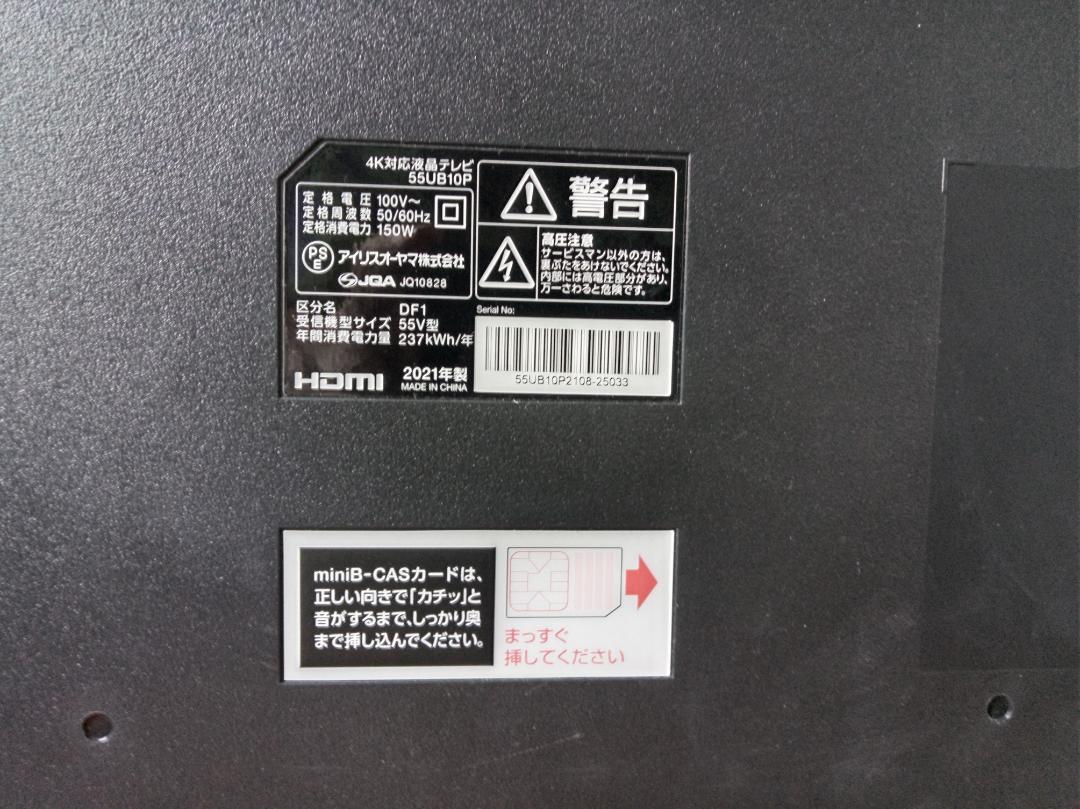 4K対応液晶テレビ
55UB10P
定格電圧 100V～
定格周波数 50/60Hz
定格消費電力 150W
PSE
アイリスオーヤマ株式会社
JQA JQ10828
区分名 DF1
受信機型サイズ 55V型
年間消費電力量 237kWh/年
HDMI
2021年製
MADE IN CHINA
警告
高圧注意
サービスマン以外の方は、
裏ぶたをあけないでください。
内部には高電圧部分があり、
万一さわると危険です。
Serial No:
55UB10P2108-25033
miniB-CASカードは、
正しい向きで「カチッ」と
音がするまで、しっかり奥
まで挿し込んでください。
まっすぐ
挿してください